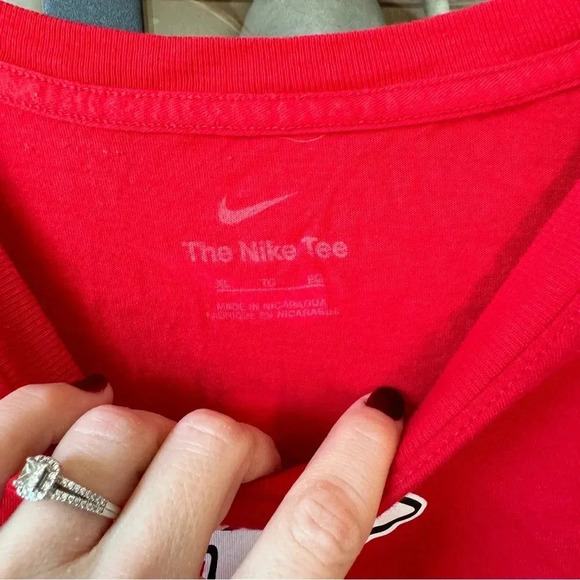 The Nike Tee
XL TG EG
MADE IN NICARAGUA
FABRIQUÉ EN NICARAGUA